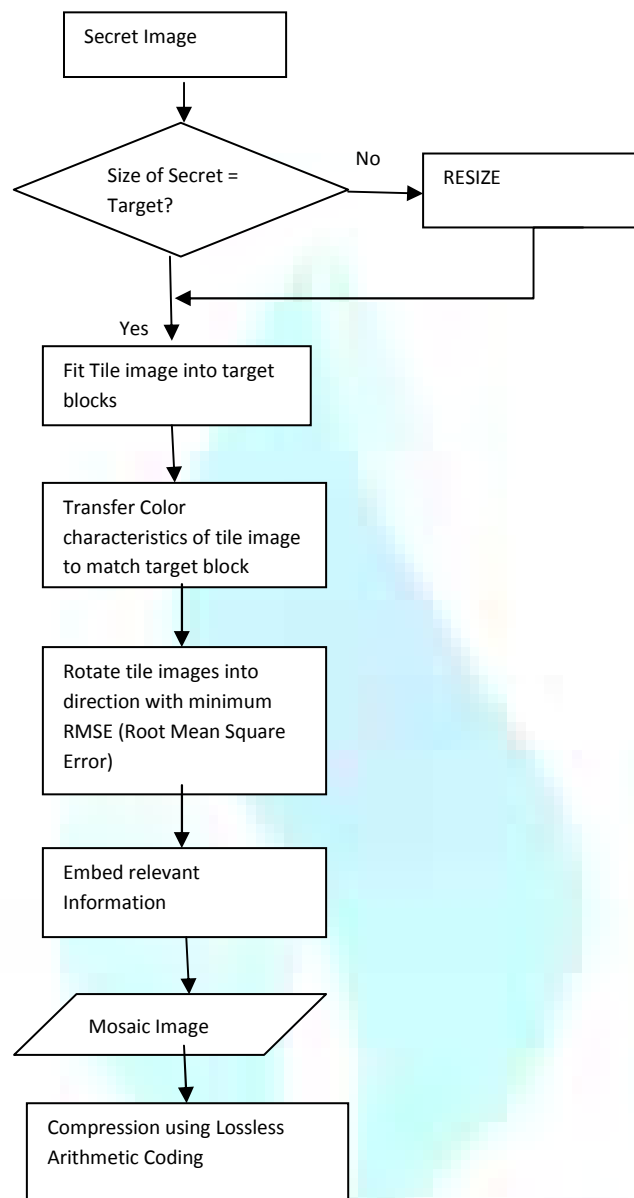 Secret Image
Size of Secret =
Target?
No
RESIZE
Yes
Fit Tile image into target
blocks
Transfer Color
characteristics of tile image
to match target block
Rotate tile images into
direction with minimum
RMSE (Root Mean Square
Error)
Embed relevant
Information
Mosaic Image
Compression using Lossless
Arithmetic Coding